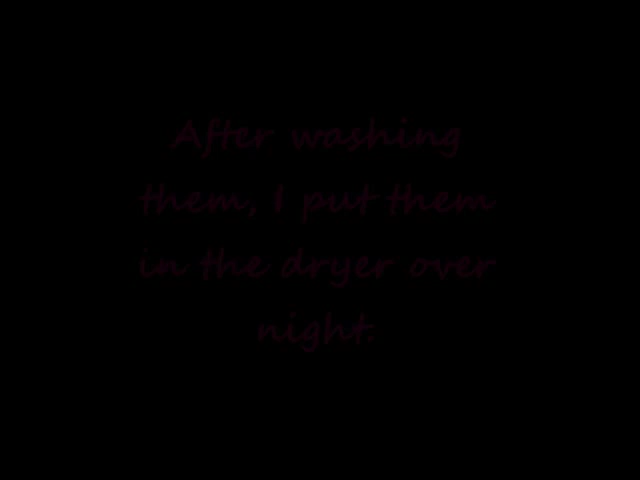 After washing
them, I put them
in the dryer over
night.